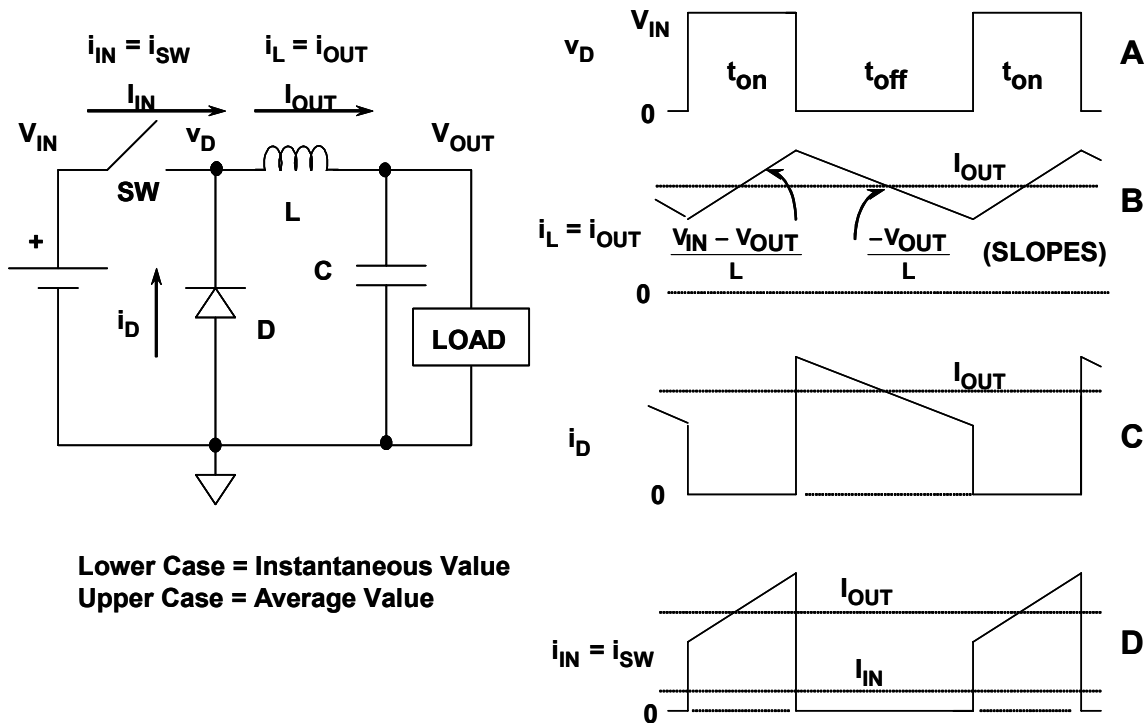 i_IN = i_SW
i_L = i_OUT
I_IN
I_OUT
V_IN
v_D
V_OUT
SW
L
+
C
i_D
D
LOAD
Lower Case = Instantaneous Value
Upper Case = Average Value
V_IN
v_D
t_on
t_off
t_on
A
0
I_OUT
B
i_L = i_OUT
V_IN – V_OUT
L
–V_OUT
L
(SLOPES)
0
I_OUT
i_D
C
0
I_OUT
D
i_IN = i_SW
I_IN
0